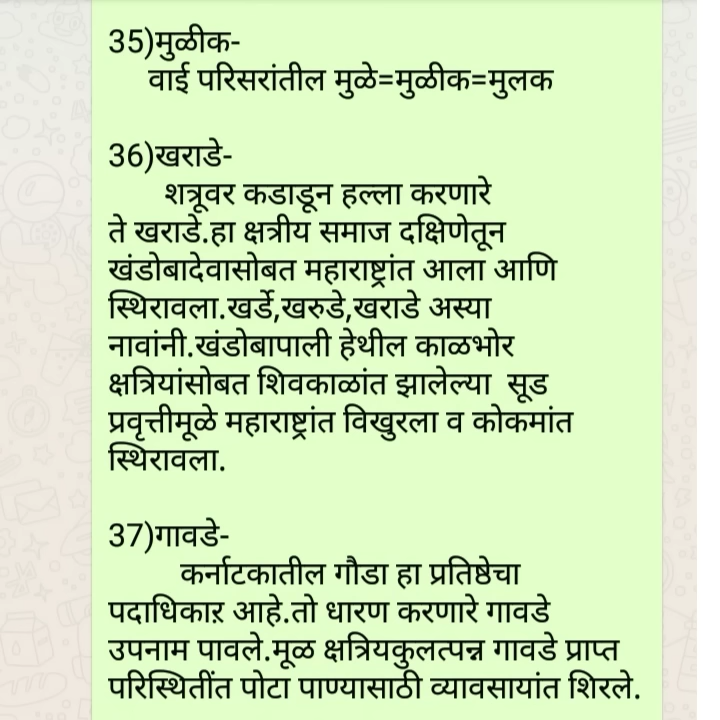 35)मुळीक-
वाई परिसरांतील मुळे=मुळीक=मुलक
36)खराडे-
शत्रूवर कडाडून हल्ला करणारे
ते खराडे.हा क्षत्रीय समाज दक्षिणेतून
खंडोबादेवासोबत महाराष्ट्रांत आला आणि
स्थिरावला.खर्डे,खरुडे,खराडे अस्या
नावांनी.खंडोबापाली हेथील काळभोर
क्षत्रियांसोबत शिवकाळांत झालेल्या सूड
प्रवृत्तीमूळे महाराष्ट्रांत विखुरला व कोकमांत
स्थिरावला.
37)गावडे-
कर्नाटकातील गौडा हा प्रतिष्ठेचा
पदाधिकाऱ आहे.तो धारण करणारे गावडे
उपनाम पावले.मूळ क्षत्रियकुलत्पन्न गावडे प्राप्त
परिस्थितींत पोटा पाण्यासाठी व्यावसायांत शिरले.